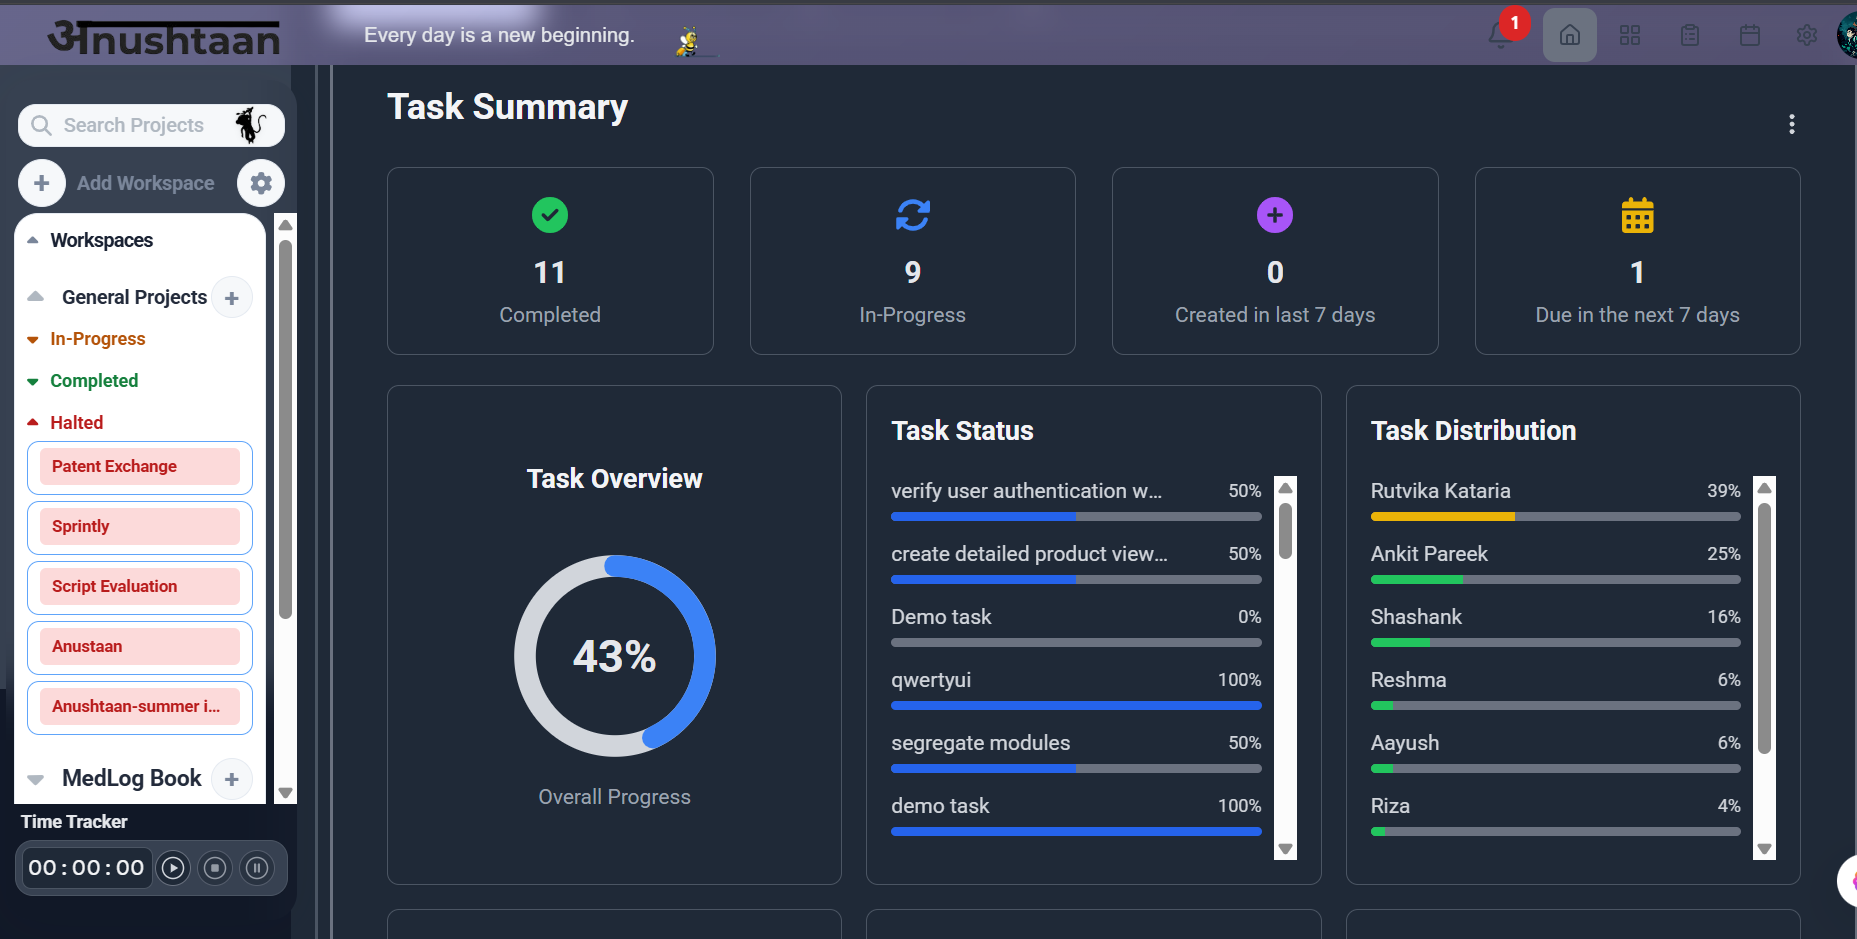 अnushtaan
Every day is a new beginning.
1
Search Projects
Add Workspace
Workspaces
General Projects
In-Progress
Completed
Halted
Patent Exchange
Sprintly
Script Evaluation
Anustaan
Anushtaan-summer i...
MedLog Book
Time Tracker
00:00:00
Task Summary
11
Completed
9
In-Progress
0
Created in last 7 days
1
Due in the next 7 days
Task Overview
43%
Overall Progress
Task Status
verify user authentication w... 50%
create detailed product view... 50%
Demo task 0%
qwertyui 100%
segregate modules 50%
demo task 100%
Task Distribution
Rutvika Kataria 39%
Ankit Pareek 25%
Shashank 16%
Reshma 6%
Aayush 6%
Riza 4%